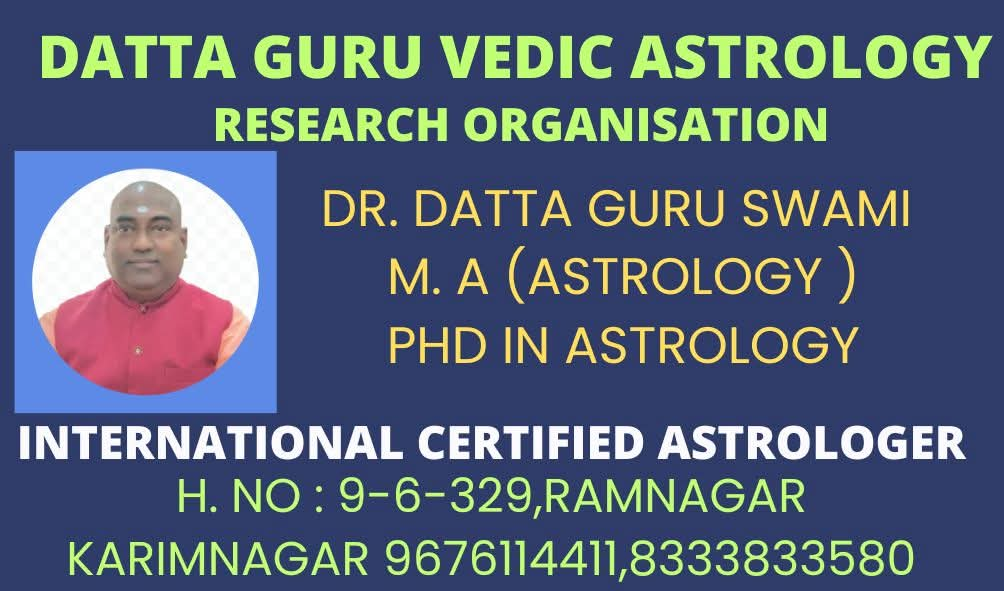 DATTA GURU VEDIC ASTROLOGY
RESEARCH ORGANISATION
DR. DATTA GURU SWAMI
M. A (ASTROLOGY )
PHD IN ASTROLOGY
INTERNATIONAL CERTIFIED ASTROLOGER
H. NO : 9-6-329,RAMNAGAR
KARIMNAGAR 9676114411,8333833580